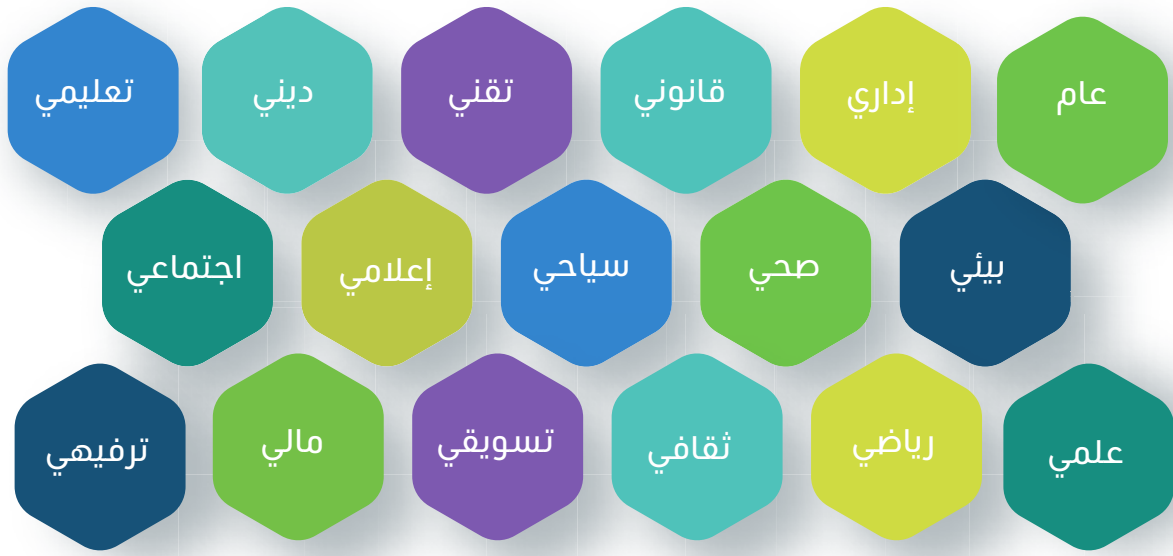 عام
إداري
قانوني
تقني
ديني
تعليمي
بيئي
صحي
سياحي
إعلامي
اجتماعي
علمي
رياضي
ثقافي
تسويقي
مالي
ترفيهي